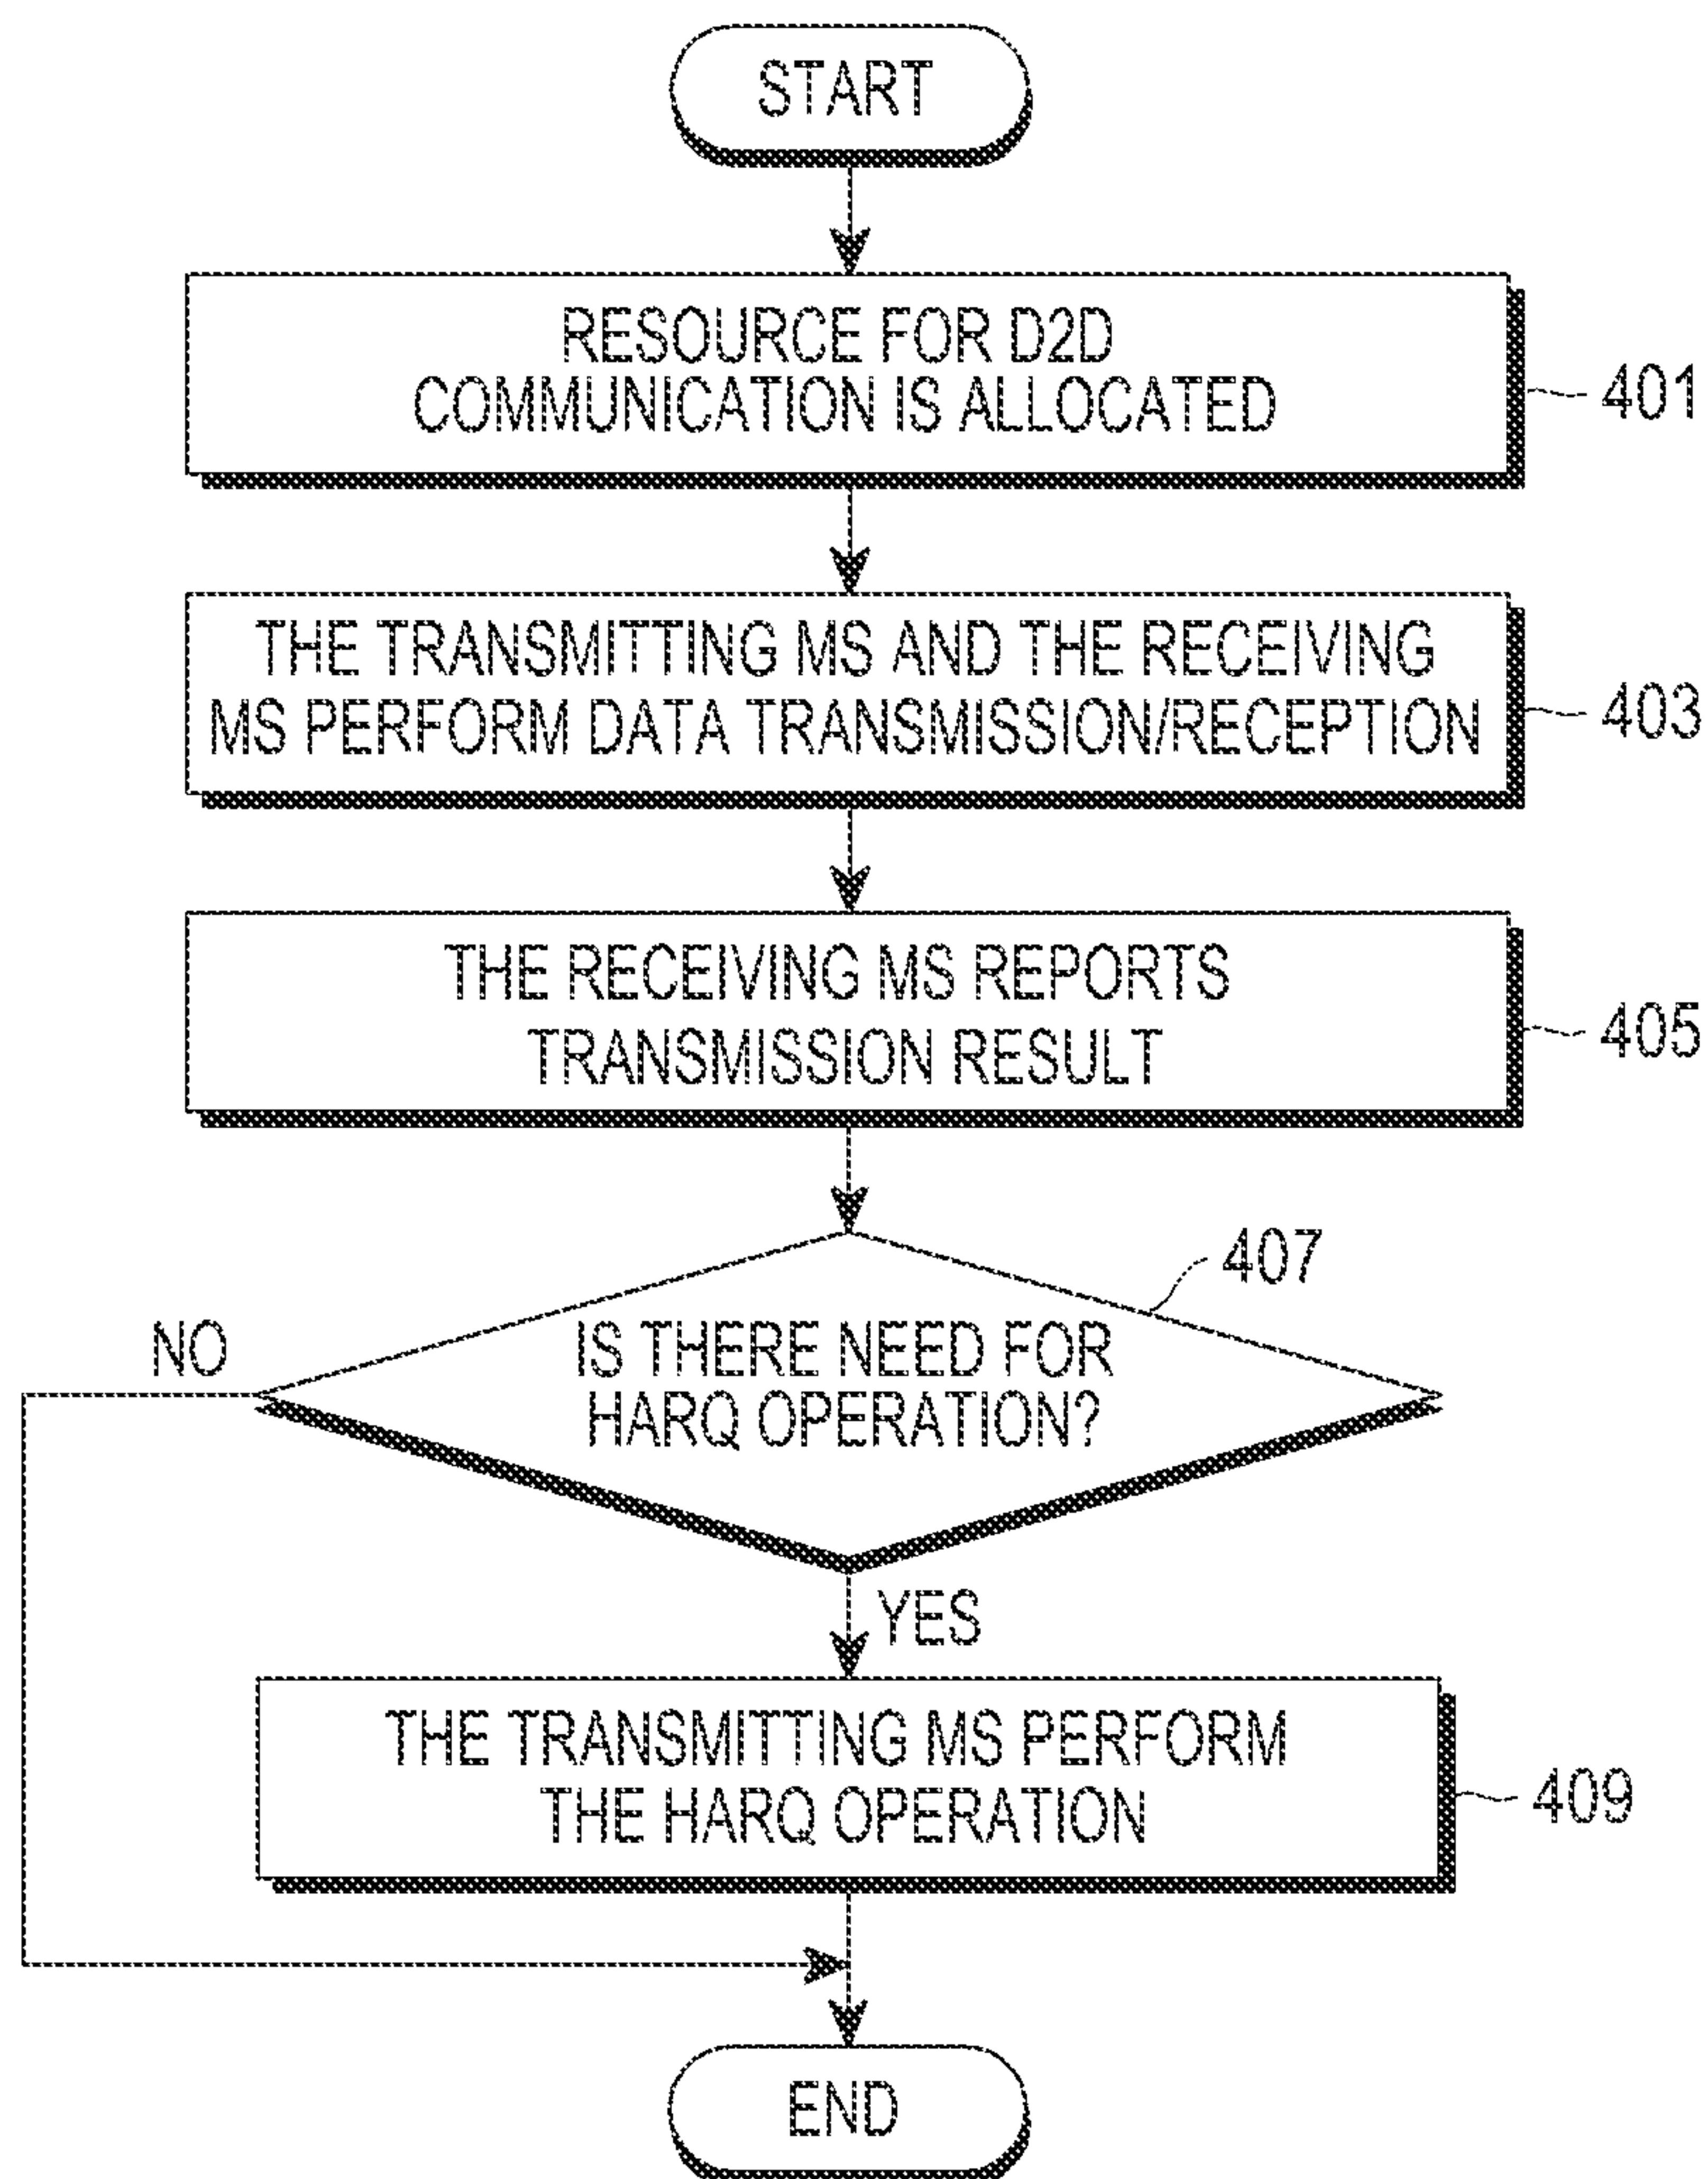 START
RESOURCE FOR D2D
COMMUNICATION IS ALLOCATED
401
THE TRANSMITTING MS AND THE RECEIVING
MS PERFORM DATA TRANSMISSION/RECEPTION
403
THE RECEIVING MS REPORTS
TRANSMISSION RESULT
405
407
NO
IS THERE NEED FOR
HARQ OPERATION?
YES
THE TRANSMITTING MS PERFORM
THE HARQ OPERATION
409
END